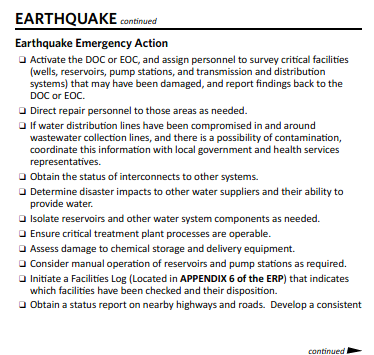 EARTHQUAKE continued
Earthquake Emergency Action
❏ Activate the DOC or EOC, and assign personnel to survey critical facilities
(wells, reservoirs, pump stations, and transmission and distribution
systems) that may have been damaged, and report findings back to the
DOC or EOC.
❏ Direct repair personnel to those areas as needed.
❏ If water distribution lines have been compromised in and around
wastewater collection lines, and there is a possibility of contamination,
coordinate this information with local government and health services
representatives.
❏ Obtain the status of interconnects to other systems.
❏ Determine disaster impacts to other water suppliers and their ability to
provide water.
❏ Isolate reservoirs and other water system components as needed.
❏ Ensure critical treatment plant processes are operable.
❏ Assess damage to chemical storage and delivery equipment.
❏ Consider manual operation of reservoirs and pump stations as required.
❏ Initiate a Facilities Log (Located in APPENDIX 6 of the ERP) that indicates
which facilities have been checked and their disposition.
❏ Obtain a status report on nearby highways and roads.  Develop a consistent
continued